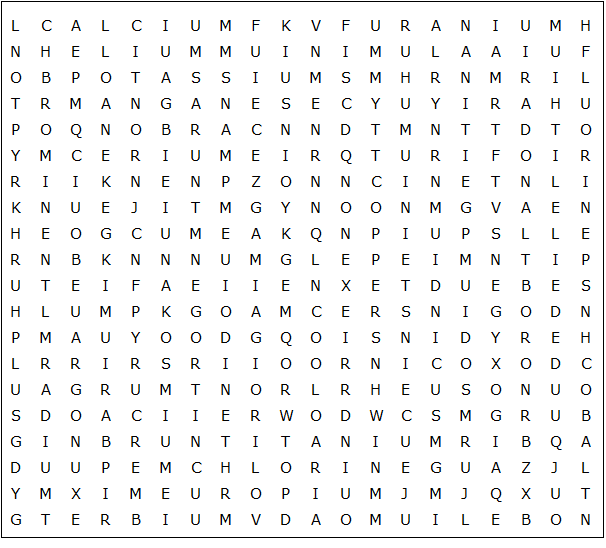 L C A L C I U M F K V F U R A N I U M H
N H E L I U M M U I N I M U L A A I U F
O B P O T A S S I U M S M H R N M R I L
T R M A N G A N E S E C Y U Y I R A H U
P O Q N O B R A C N N D T M N T T D T O
Y M C E R I U M E I R Q T U R I F O I R
R I I K N E N P Z O N N C I N E T N L I
K N U E J I T M G Y N O O N M G V A E N
H E O G C U M E A K Q N P I U P S L L E
R N B K N N N U M G L E P E I M N T I P
U T E I F A E I I E N X E T D U E B E S
H L U M P K G O A M C E R S N I G O D N
P M A U Y O O D G Q O I S N I D Y R E H
L R R I R S R I I O O R N I C O X O D C
U A G R U M T N O R L R H E U S O N U O
S D O A C I I E R W O D W C S M G R U B
G I N B R U N T I T A N I U M R I B Q A
D U U P E M C H L O R I N E G U A Z J L
Y M X I M E U R O P I U M J M J Q X U T
G T E R B I U M V D A O M U I L E B O N